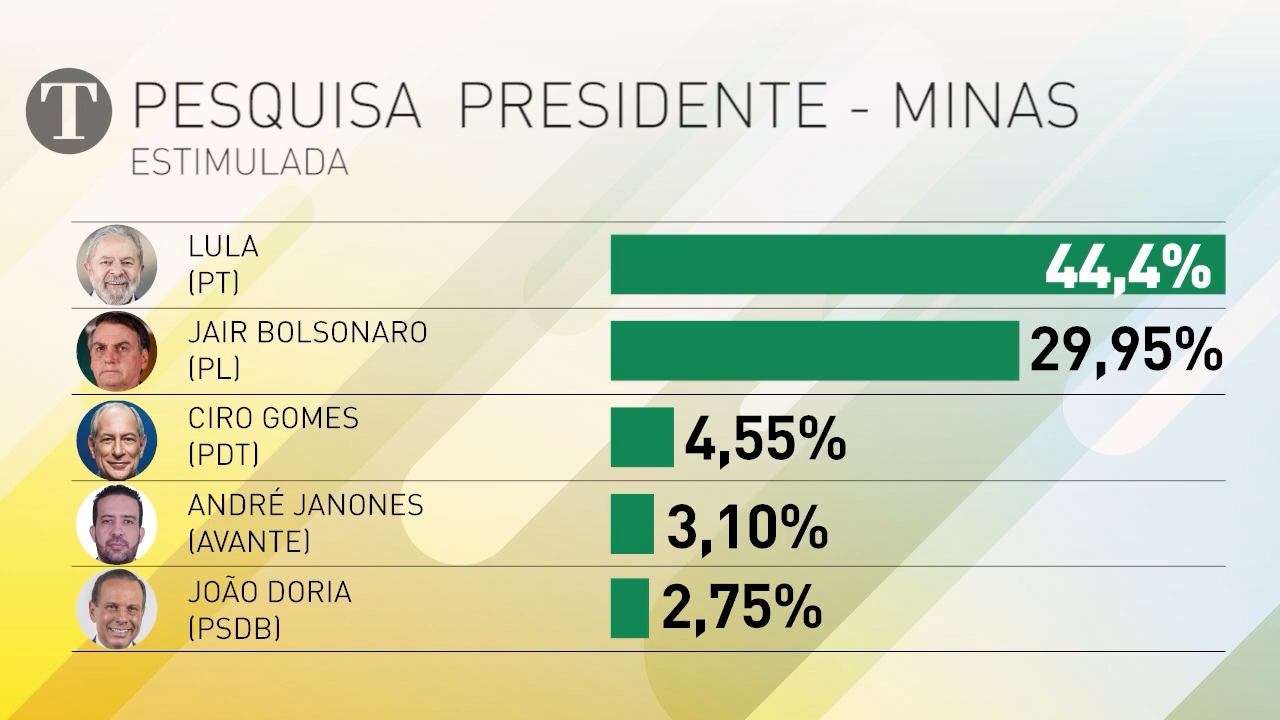 T
PESQUISA PRESIDENTE - MINAS
ESTIMULADA
LULA
(PT)
44,4%
JAIR BOLSONARO
(PL)
29,95%
CIRO GOMES
(PDT)
4,55%
ANDRÉ JANONES
(AVANTE)
3,10%
JOÃO DORIA
(PSDB)
2,75%